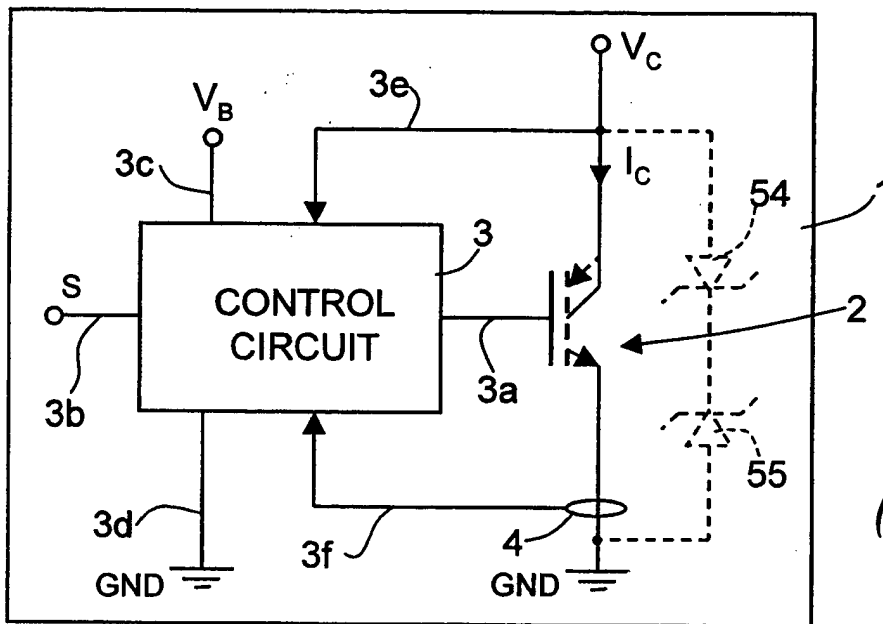 V_C
3e
V_B
3c
I_C
54
3
S
CONTROL
CIRCUIT
2
3b
3a
55
3d
3f
4
GND
GND